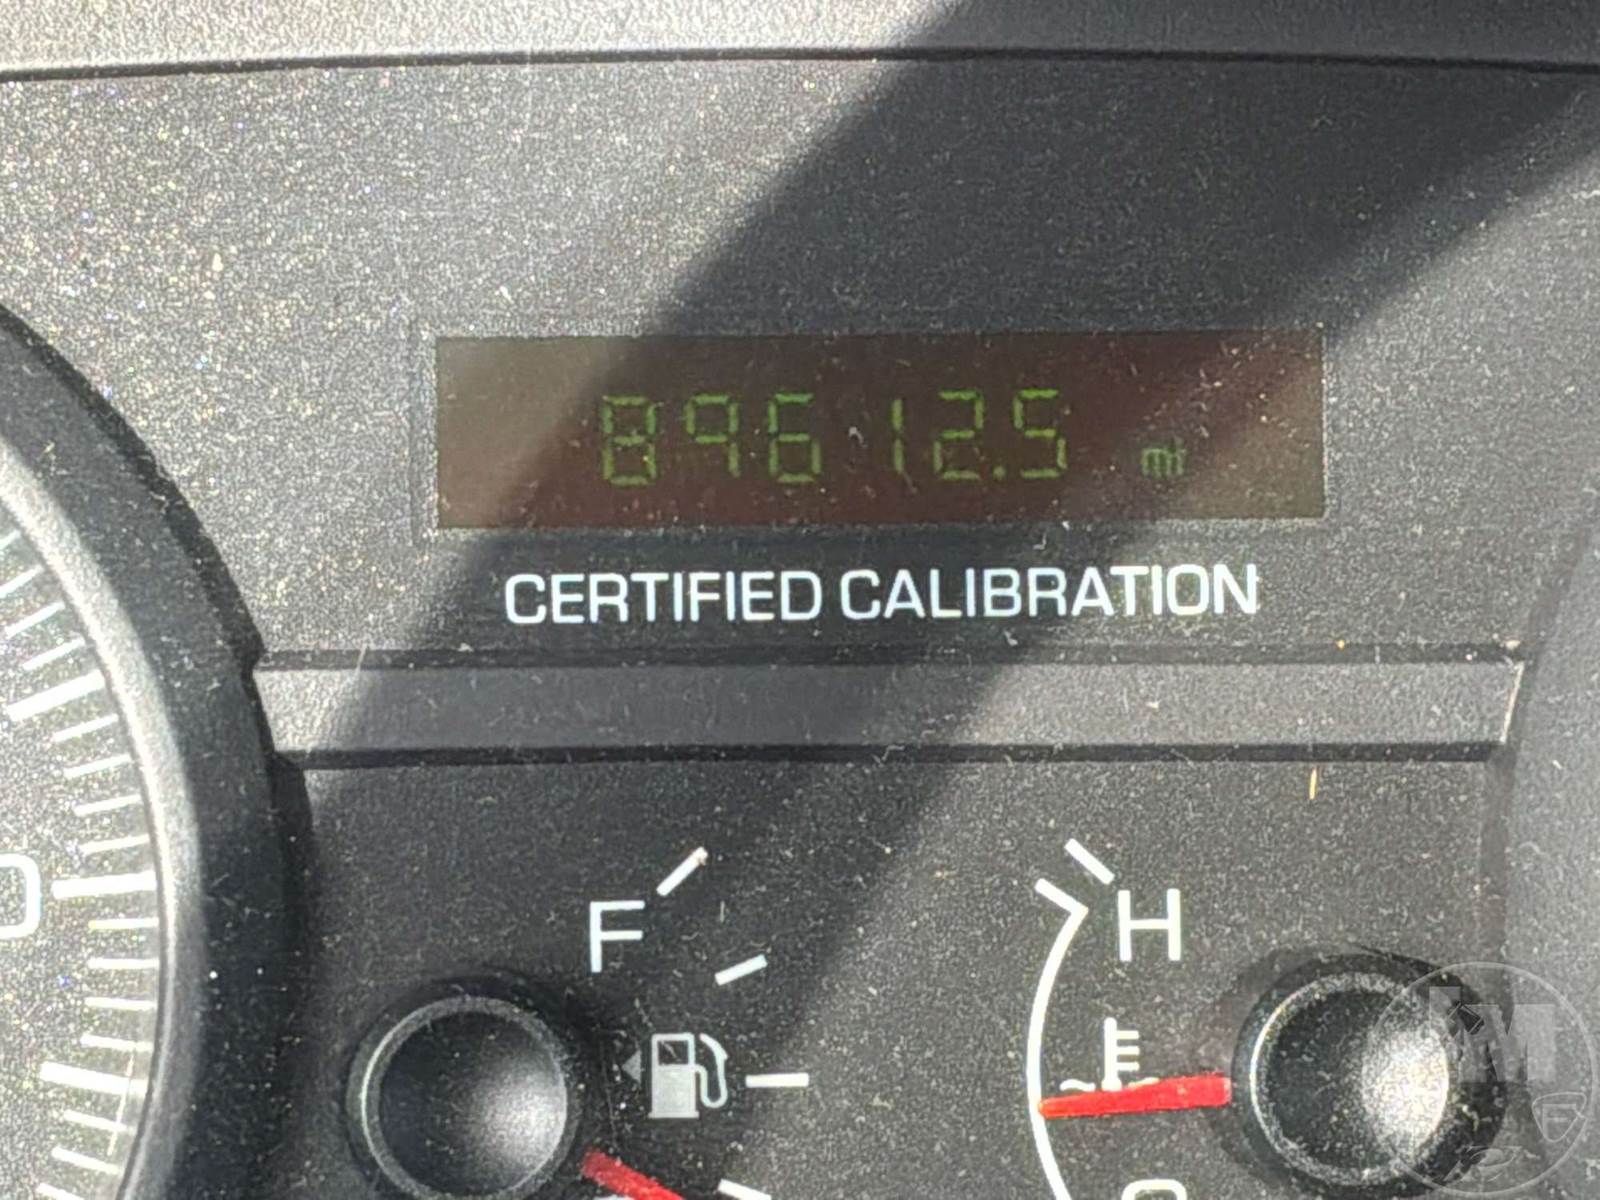 89612.5 mi
CERTIFIED CALIBRATION
F
H